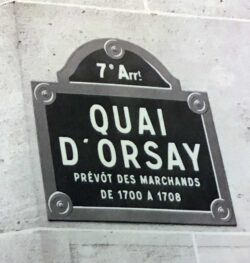 7e Arrt
QUAI
D'ORSAY
PRÉVÔT DES MARCHANDS
DE 1700 À 1708